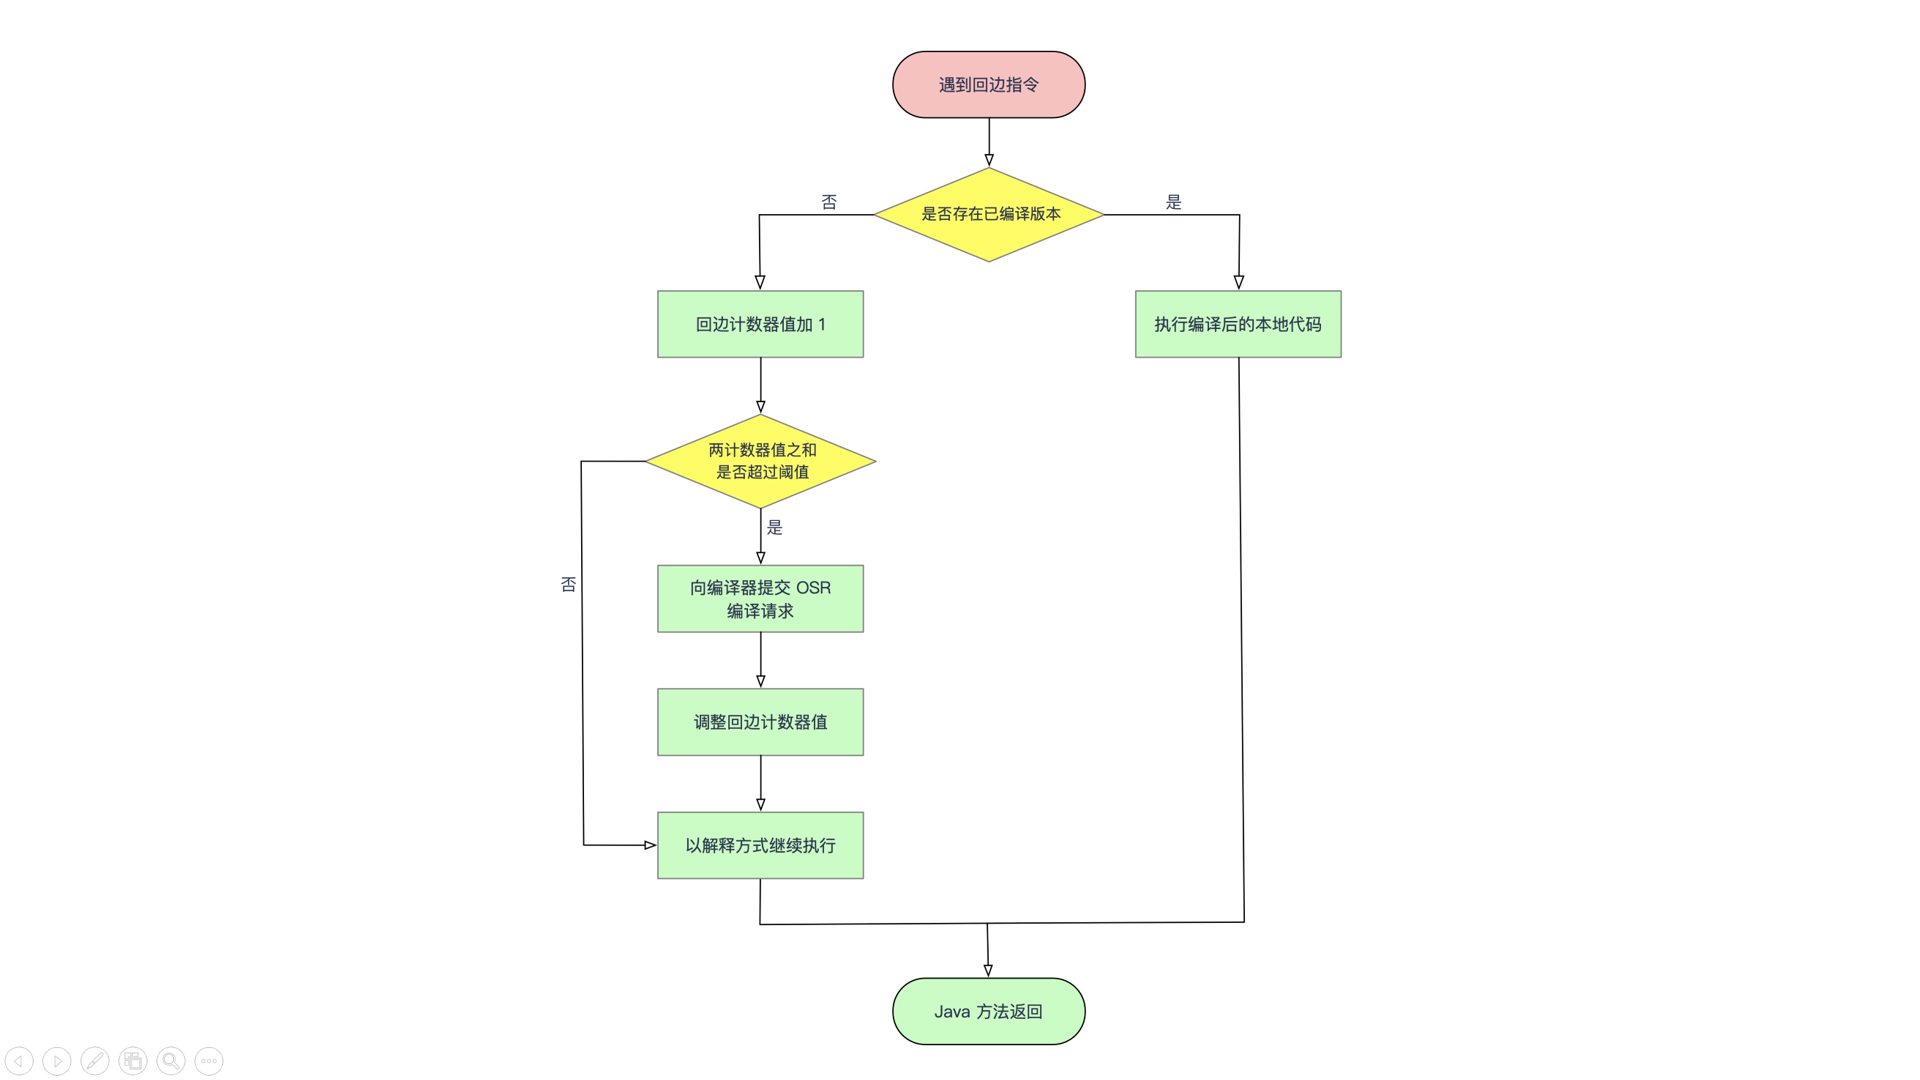 遇到回边指令
是否存在已编译版本
否
是
回边计数器值加 1
执行编译后的本地代码
两计数器值之和
是否超过阈值
是
否
向编译器提交 OSR
编译请求
调整回边计数器值
以解释方式继续执行
Java 方法返回